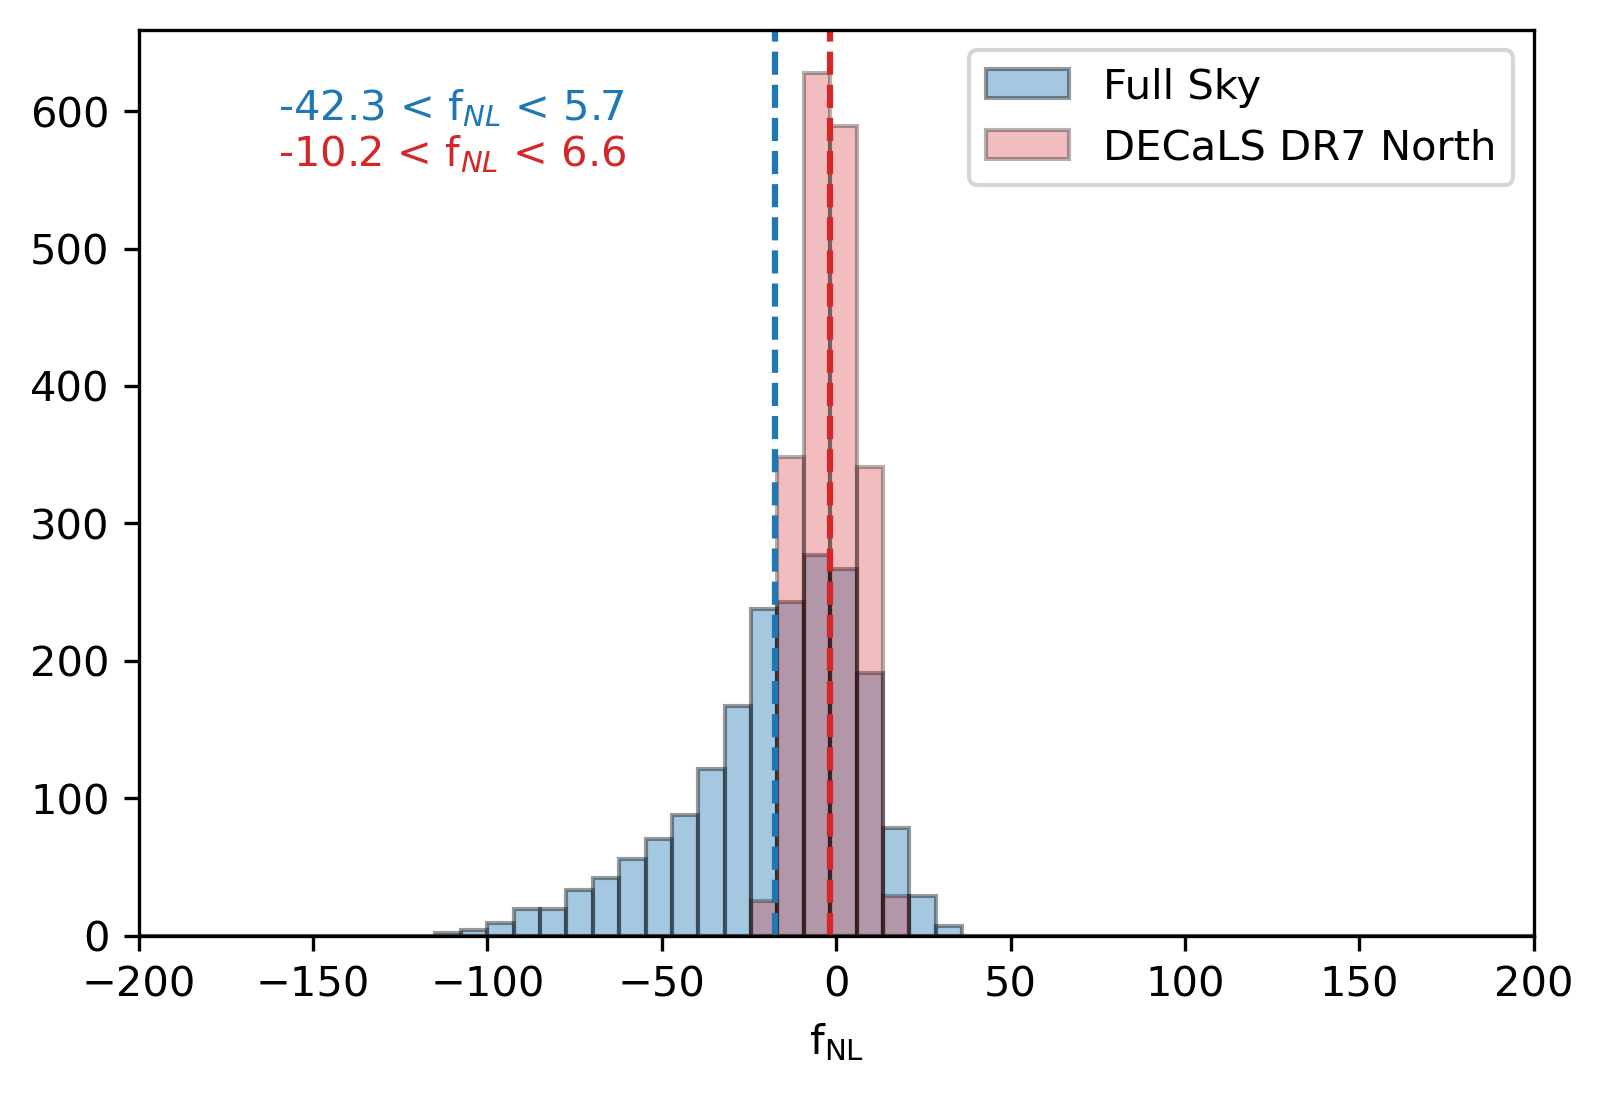 -42.3 < fNL < 5.7
-10.2 < fNL < 6.6
Full Sky
DECaLS DR7 North
600
500
400
300
200
100
0
−200 −150 −100 −50 0 50 100 150 200
fNL